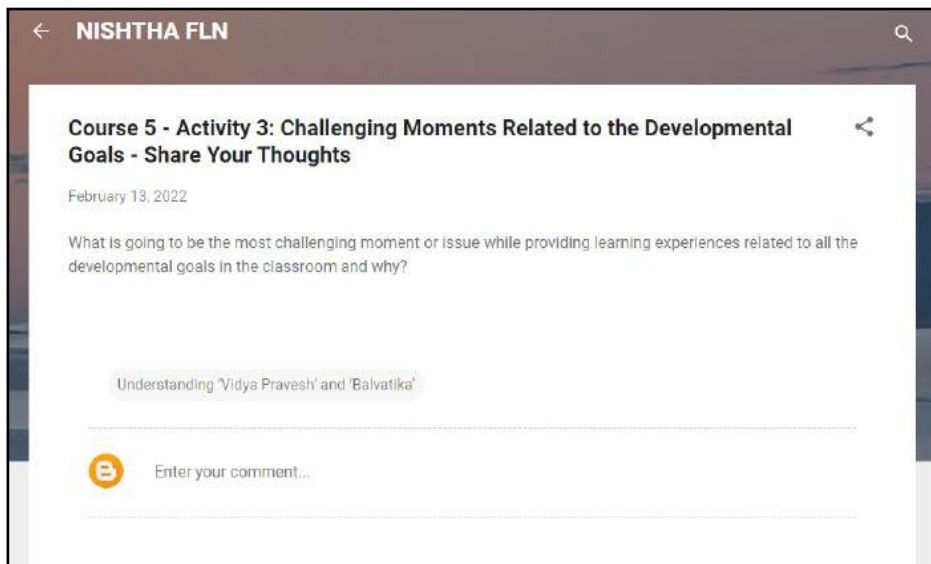 NISHTHA FLN
Course 5 - Activity 3: Challenging Moments Related to the Developmental
Goals - Share Your Thoughts
February 13, 2022
What is going to be the most challenging moment or issue while providing learning experiences related to all the
developmental goals in the classroom and why?
Understanding 'Vidya Pravesh' and 'Balvatika'
Enter your comment...